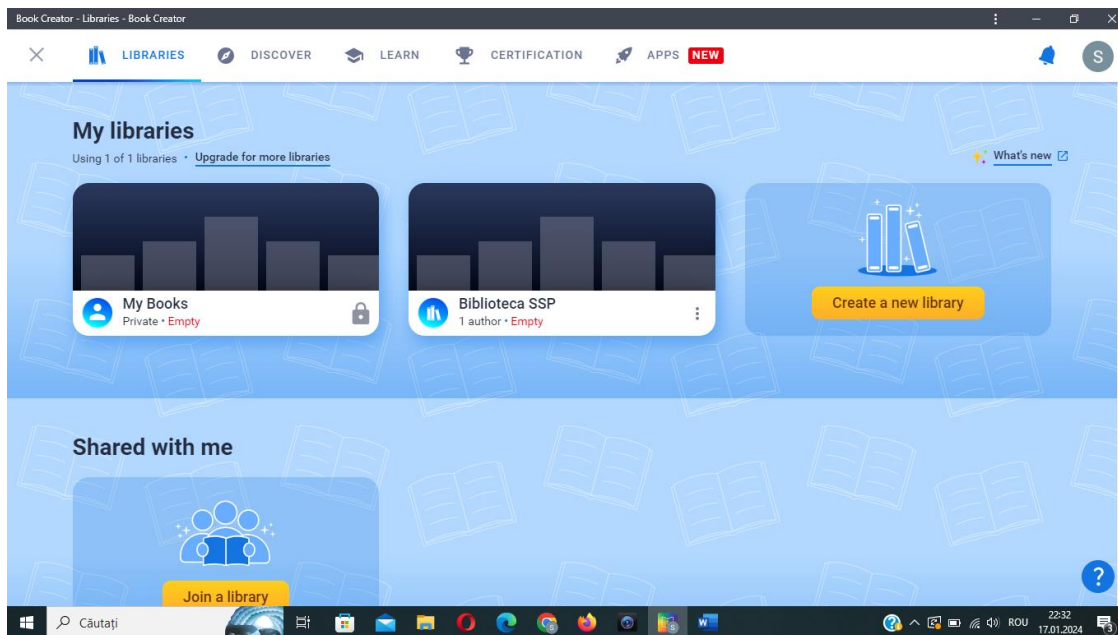 Book Creator - Libraries - Book Creator
LIBRARIES DISCOVER LEARN CERTIFICATION APPS NEW S
My libraries
Using 1 of 1 libraries • Upgrade for more libraries
What's new
My Books
Private • Empty
Biblioteca SSP
1 author • Empty
Create a new library
Shared with me
Join a library
?
Căutați
ROU
22:32
17.01.2024